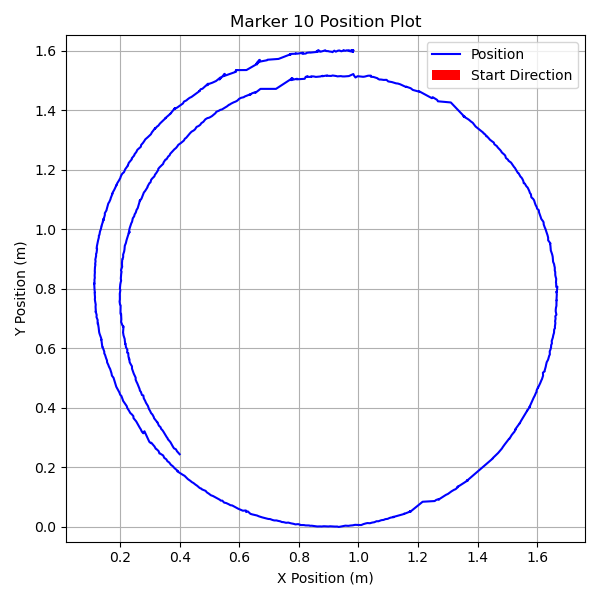 Marker 10 Position Plot
Position
Start Direction
Y Position (m)
1.6
1.4
1.2
1.0
0.8
0.6
0.4
0.2
0.0
0.2 0.4 0.6 0.8 1.0 1.2 1.4 1.6
X Position (m)